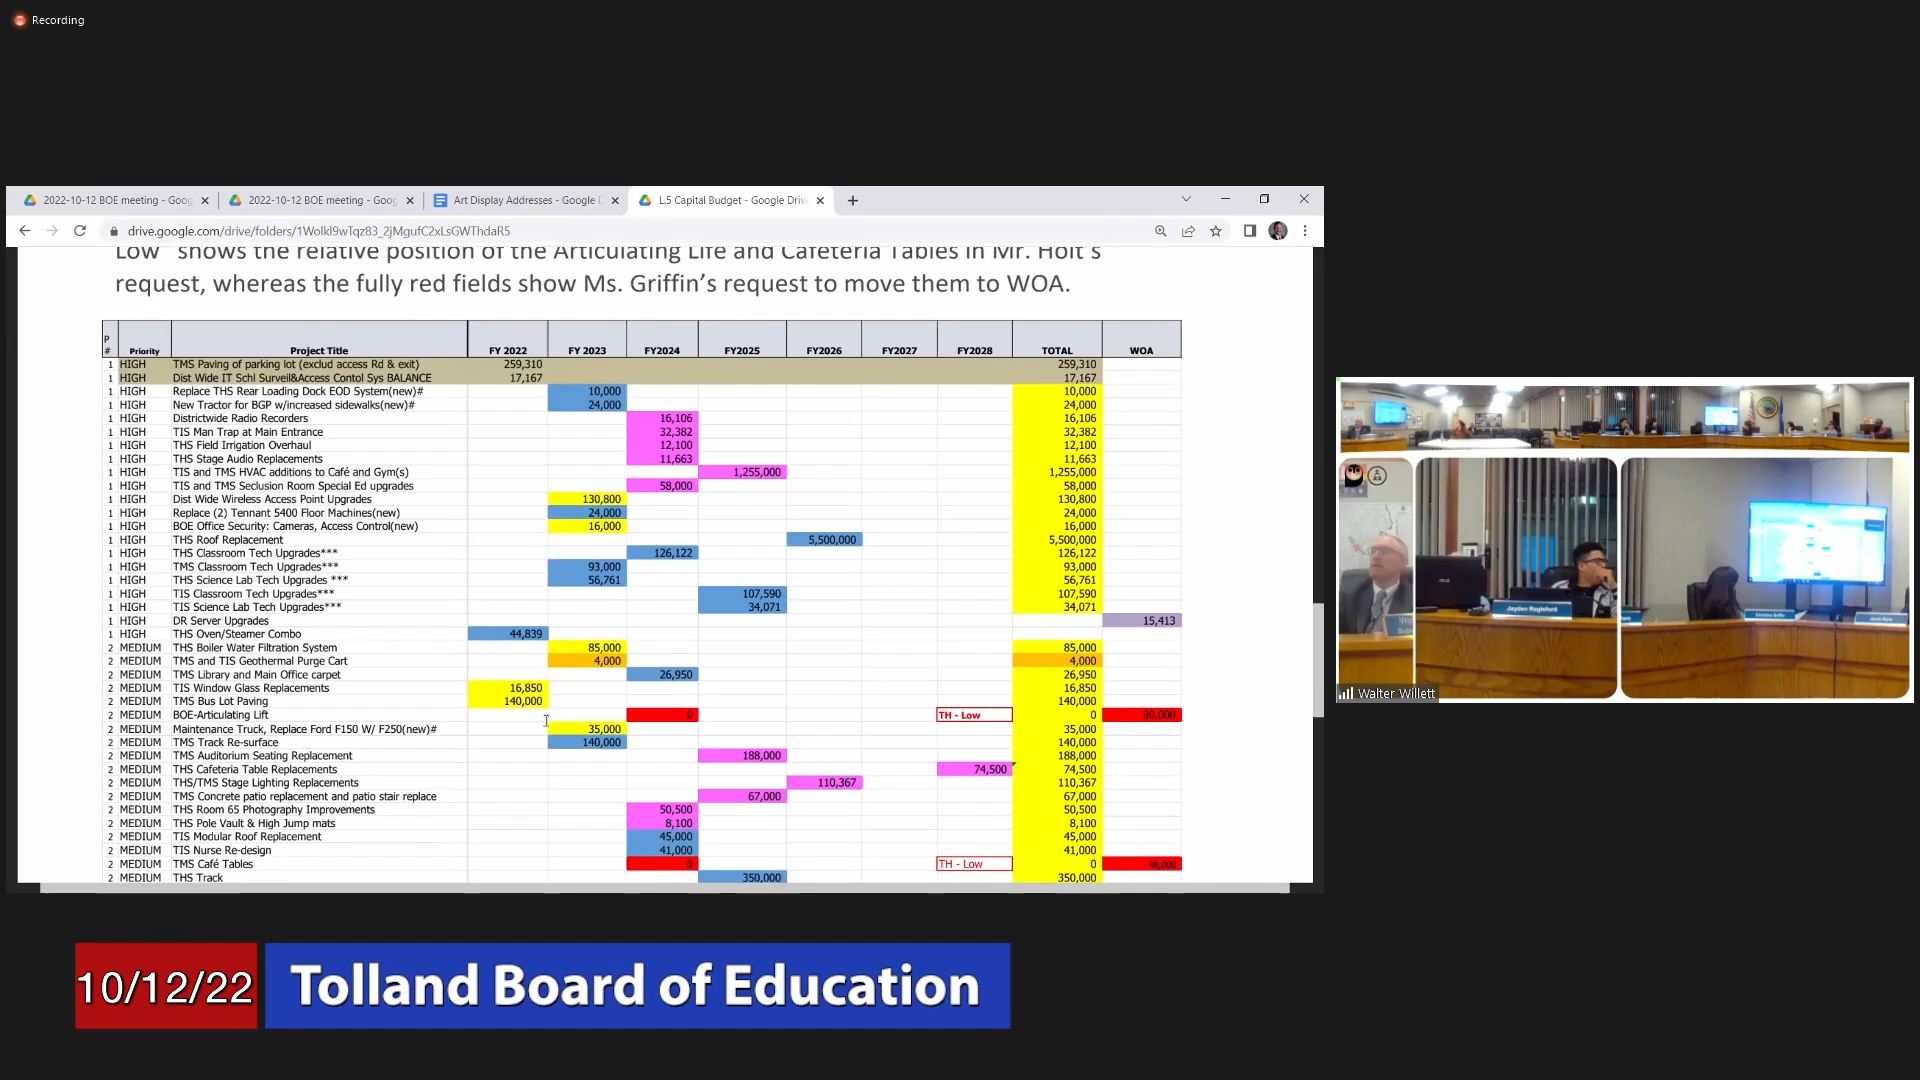 Recording
2022-10-12 BOE meeting - Goog
2022-10-12 BOE meeting - Goog
Art Display Addresses - Google D
L.5 Capital Budget - Google Drive
drive.google.com/drive/folders/1Wolkl9wTqz83_2jMgufC2xLsGWThdaR5
Low" shows the relative position of the Articulating Life and Cafeteria Tables in Mr. Holt's
request, whereas the fully red fields show Ms. Griffin's request to move them to WOA.
P # Priority Project Title FY 2022 FY 2023 FY2024 FY2025 FY2026 FY2027 FY2028 TOTAL WOA
1 HIGH TMS Paving of parking lot (exclud access Rd & exit) 259,310 259,310
1 HIGH Dist Wide IT Schl Surveil&Access Contol Sys BALANCE 17,167 17,167
1 HIGH Replace THS Rear Loading Dock EOD System(new)# 10,000 10,000
1 HIGH New Tractor for BGP w/increased sidewalks(new)# 24,000 24,000
1 HIGH Districtwide Radio Recorders 16,106 16,106
1 HIGH TIS Man Trap at Main Entrance 32,382 32,382
1 HIGH THS Field Irrigation Overhaul 12,100 12,100
1 HIGH THS Stage Audio Replacements 11,663 11,663
1 HIGH TIS and TMS HVAC additions to Café and Gym(s) 1,255,000 1,255,000
1 HIGH TIS and TMS Seclusion Room Special Ed upgrades 58,000 58,000
1 HIGH Dist Wide Wireless Access Point Upgrades 130,800 130,800
1 HIGH Replace (2) Tennant 5400 Floor Machines(new) 24,000 24,000
1 HIGH BOE Office Security: Cameras, Access Control(new) 16,000 16,000
1 HIGH THS Roof Replacement 5,500,000 5,500,000
1 HIGH THS Classroom Tech Upgrades*** 126,122 126,122
1 HIGH TMS Classroom Tech Upgrades*** 93,000 93,000
1 HIGH THS Science Lab Tech Upgrades *** 56,761 56,761
1 HIGH TIS Classroom Tech Upgrades*** 107,590 107,590
1 HIGH TIS Science Lab Tech Upgrades*** 34,071 34,071
1 HIGH DR Server Upgrades 15,413
1 HIGH THS Oven/Steamer Combo 44,839
2 MEDIUM THS Boiler Water Filtration System 85,000 85,000
2 MEDIUM TMS and TIS Geothermal Purge Cart 4,000 4,000
2 MEDIUM TMS Library and Main Office carpet 26,950 26,950
2 MEDIUM TIS Window Glass Replacements 16,850 16,850
2 MEDIUM TMS Bus Lot Paving 140,000 140,000
2 MEDIUM BOE-Articulating Lift 0 TH - Low 0 80,000
2 MEDIUM Maintenance Truck, Replace Ford F150 W/ F250(new)# 35,000 35,000
2 MEDIUM TMS Track Re-surface 140,000 140,000
2 MEDIUM TMS Auditorium Seating Replacement 188,000 188,000
2 MEDIUM THS Cafeteria Table Replacements 74,500 74,500
2 MEDIUM THS/TMS Stage Lighting Replacements 110,367 110,367
2 MEDIUM TMS Concrete patio replacement and patio stair replace 67,000 67,000
2 MEDIUM THS Room 65 Photography Improvements 50,500 50,500
2 MEDIUM THS Pole Vault & High Jump mats 8,100 8,100
2 MEDIUM TIS Modular Roof Replacement 45,000 45,000
2 MEDIUM TIS Nurse Re-design 41,000 41,000
2 MEDIUM TMS Café Tables 0 TH - Low 0 48,000
2 MEDIUM THS Track 350,000 350,000
Jayden Regisford
Walter Willett
10/12/22
Tolland Board of Education